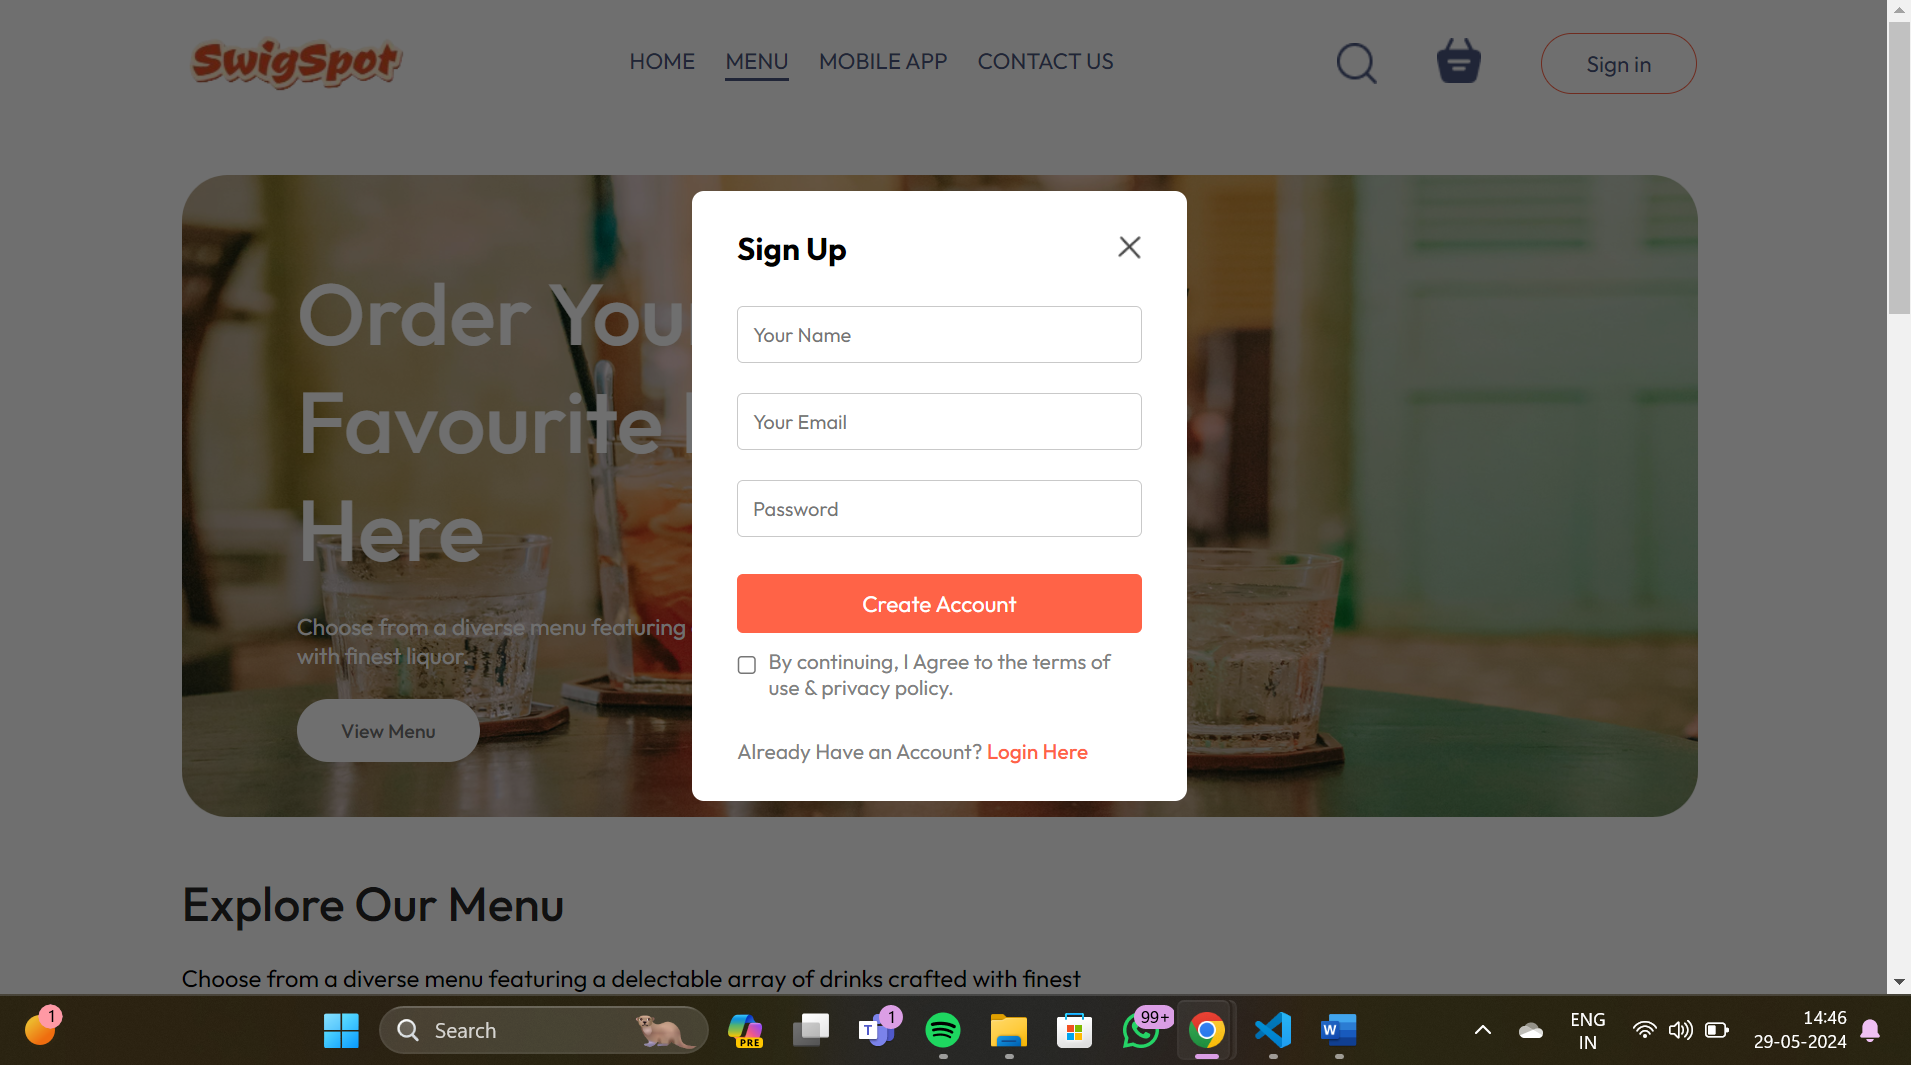 SwigSpot
HOME MENU MOBILE APP CONTACT US
Sign in
Order You
Favourite
Here
Choose from a diverse menu featuring
with finest liquor.
View Menu
Sign Up
Your Name
Your Email
Password
Create Account
By continuing, I Agree to the terms of
use & privacy policy.
Already Have an Account? Login Here
Explore Our Menu
Choose from a diverse menu featuring a delectable array of drinks crafted with finest
1
Search
PRE
T
1
99+
W
ENG
IN
14:46
29-05-2024